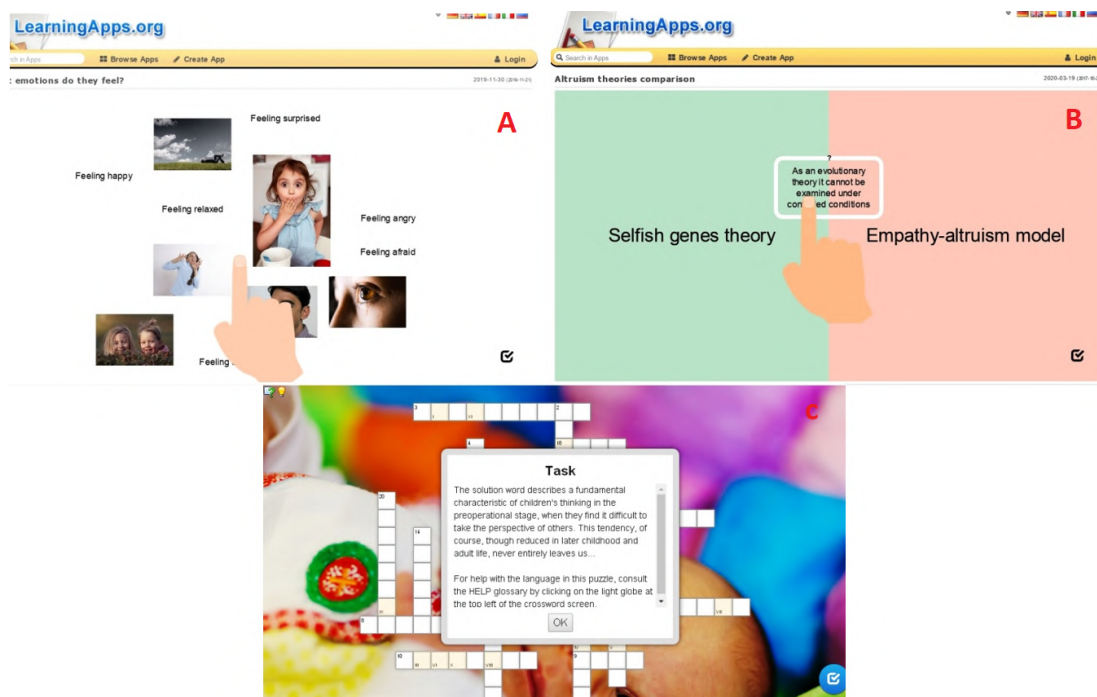 LearningApps.org
Browse Apps Create App Login
emotions do they feel?
2019-11-30
A
Feeling surprised
Feeling happy
Feeling relaxed
Feeling angry
Feeling afraid
Feeling
LearningApps.org
Search in Apps Browse Apps Create App Login
Altruism theories comparison
2020-03-19
B
?
As an evolutionary
theory it cannot be
examined under
conditions
Selfish genes theory
Empathy-altruism model
C
Task
The solution word describes a fundamental
characteristic of children's thinking in the
preoperational stage, when they find it difficult to
take the perspective of others. This tendency, of
course, though reduced in later childhood and
adult life, never entirely leaves us...
For help with the language in this puzzle, consult
the HELP glossary by clicking on the light globe at
the too left of the crossword screen.
OK